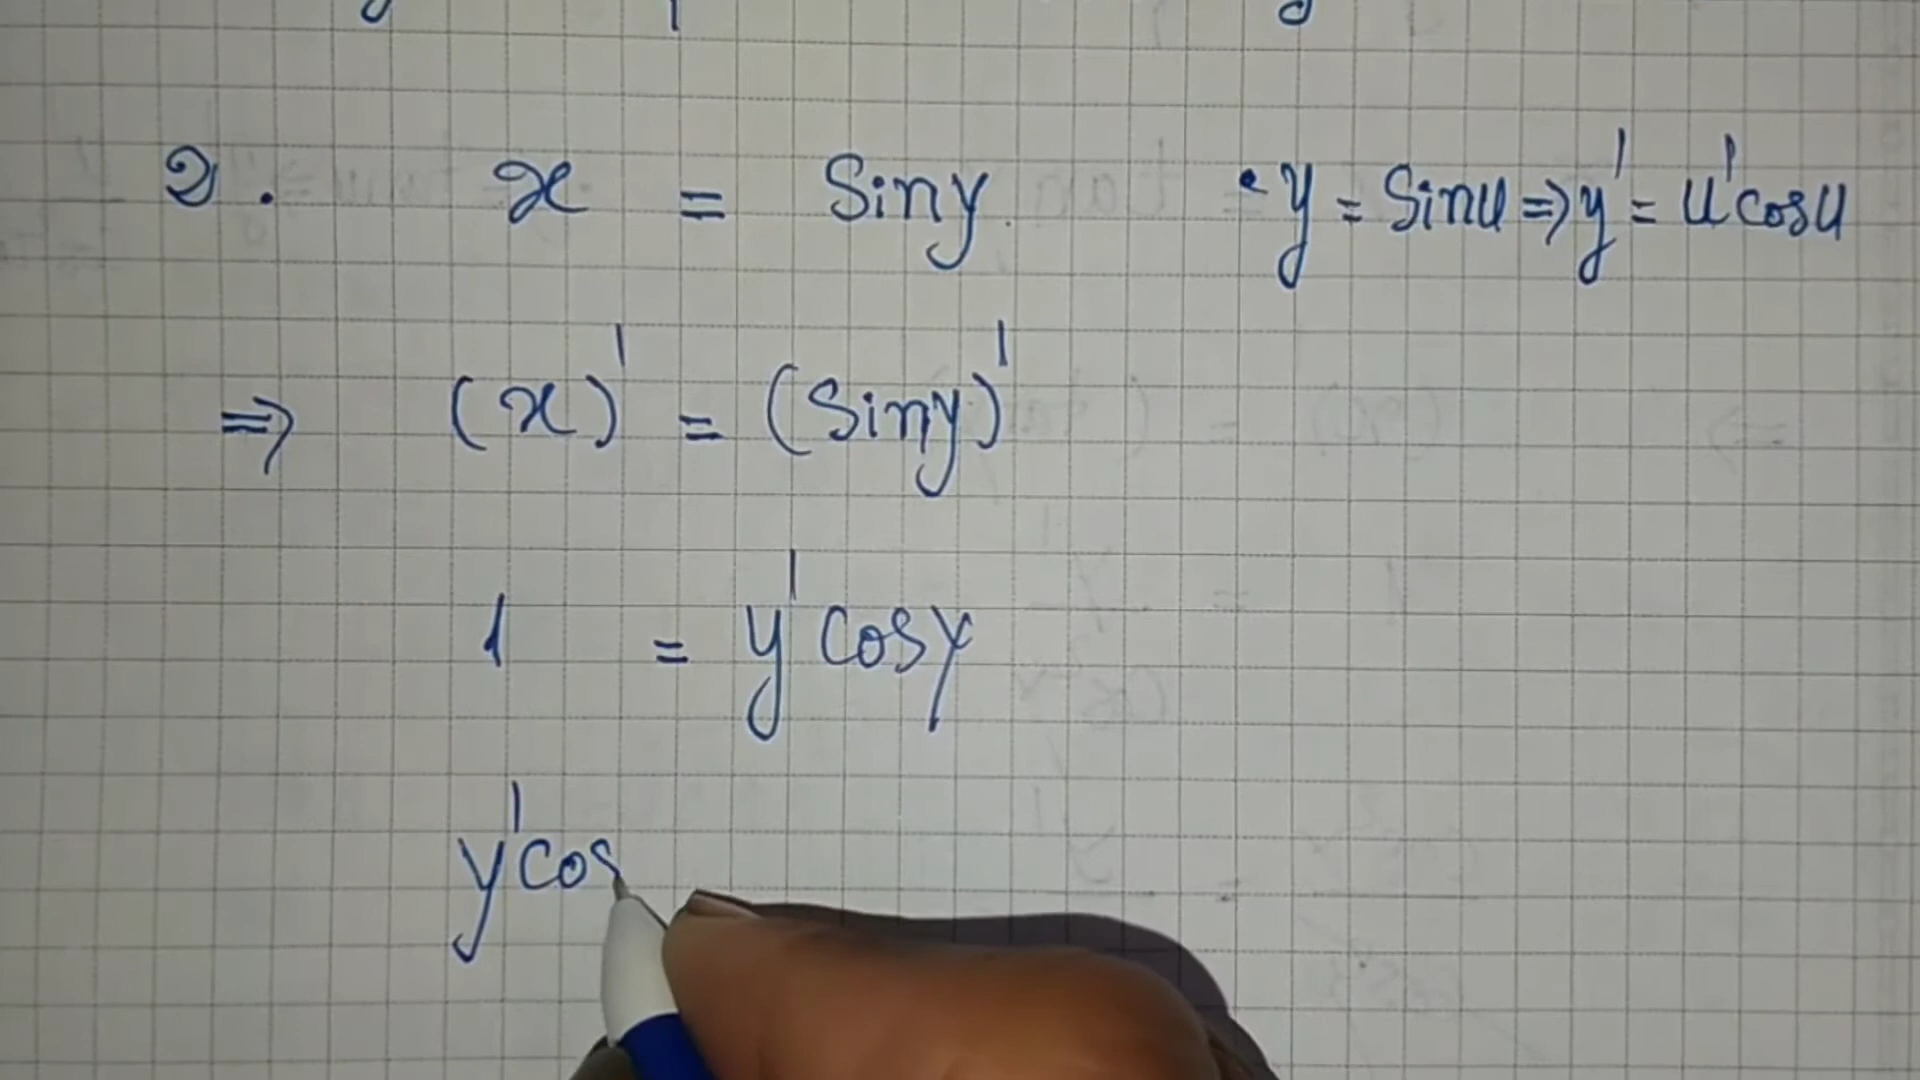 2. x = Siny • y = Sinu ⇒ y' = u'cosu
⇒ (x)' = (Siny)'
1 = y' cosy
y'cos